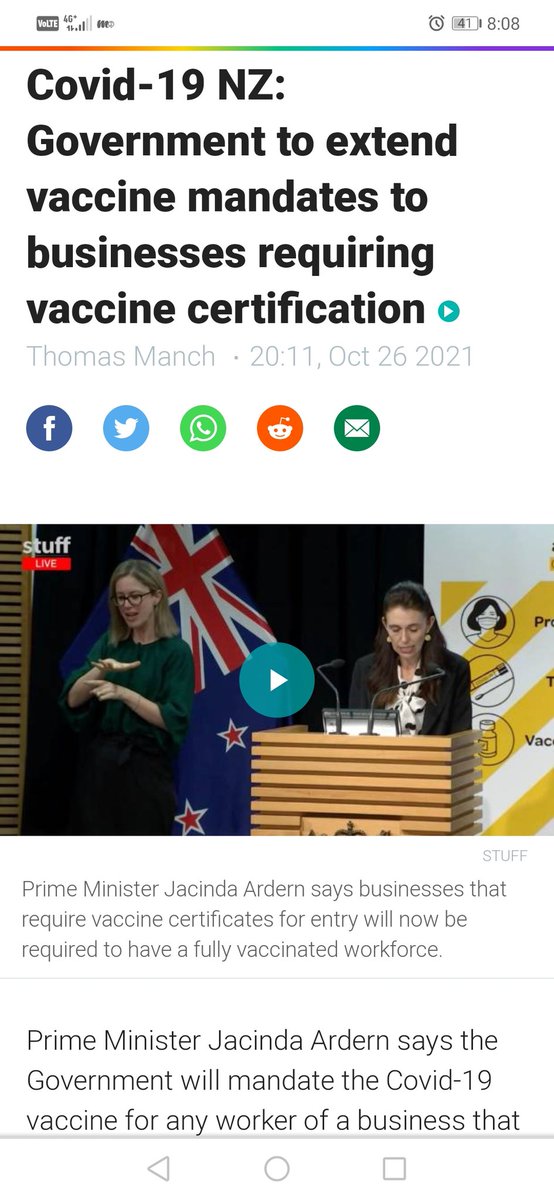 VoLTE 4G+ 41 8:08
Covid-19 NZ:
Government to extend
vaccine mandates to
businesses requiring
vaccine certification
Thomas Manch · 20:11, Oct 26 2021
stuff
LIVE
Pro
T
Vac
STUFF
Prime Minister Jacinda Ardern says businesses that
require vaccine certificates for entry will now be
required to have a fully vaccinated workforce.
Prime Minister Jacinda Ardern says the
Government will mandate the Covid-19
vaccine for any worker of a business that